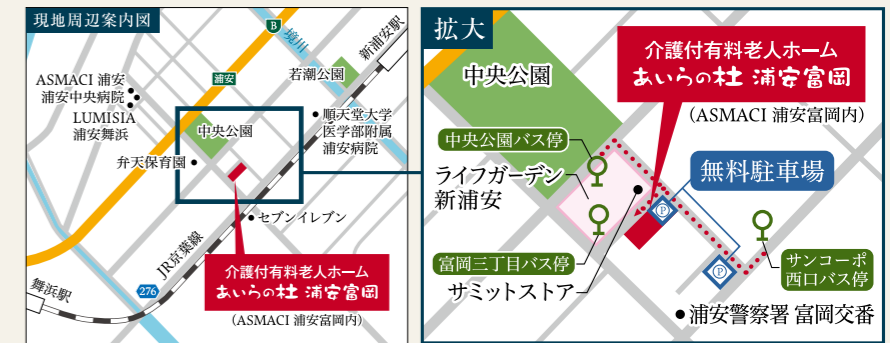 現地周辺案内図
B
境川
新浦安駅
浦安
若潮公園
ASMACI 浦安
浦安中央病院
LUMISIA
浦安舞浜
中央公園
順天堂大学
医学部附属
浦安病院
弁天保育園
セブンイレブン
JR京葉線
舞浜駅
276
介護付有料老人ホーム
あいらの杜 浦安富岡
(ASMACI 浦安富岡内)
拡大
中央公園
介護付有料老人ホーム
あいらの杜 浦安富岡
(ASMACI 浦安富岡内)
中央公園バス停
ライフガーデン
新浦安
無料駐車場
P
富岡三丁目バス停
サミットストア
P
サンコーポ
西口バス停
浦安警察署 富岡交番